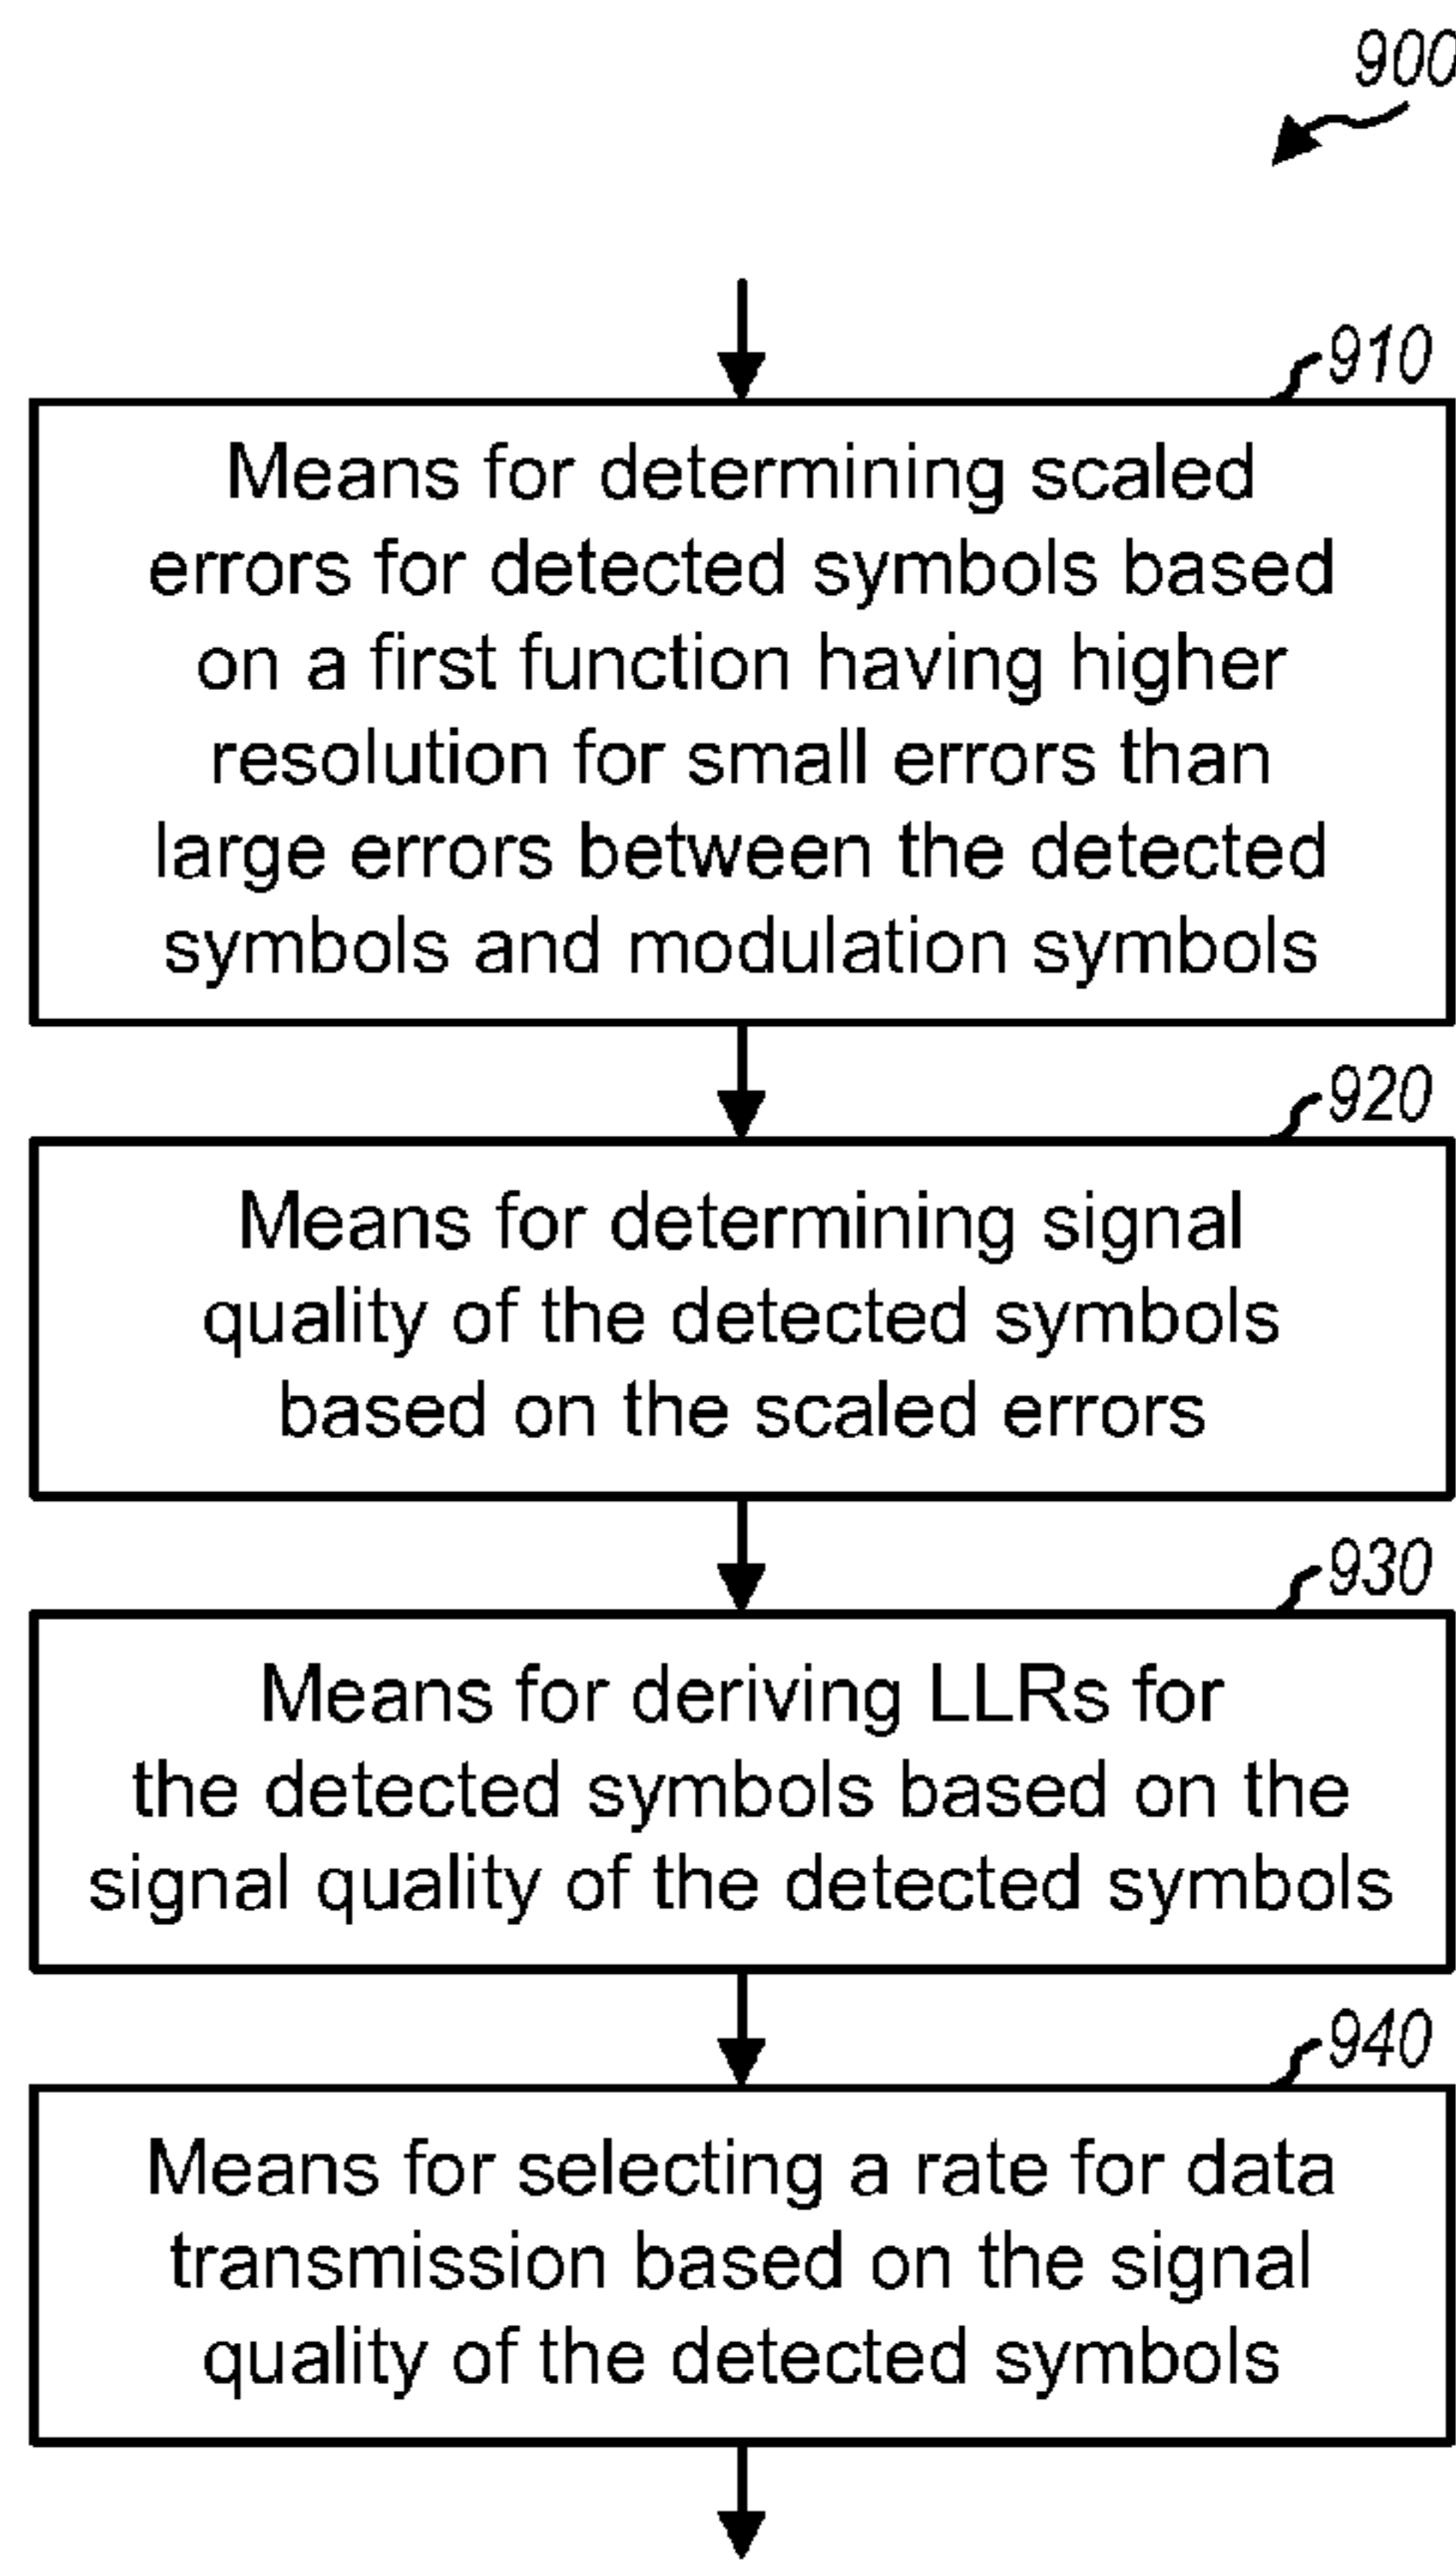 900
910
Means for determining scaled
errors for detected symbols based
on a first function having higher
resolution for small errors than
large errors between the detected
symbols and modulation symbols
920
Means for determining signal
quality of the detected symbols
based on the scaled errors
930
Means for deriving LLRs for
the detected symbols based on the
signal quality of the detected symbols
940
Means for selecting a rate for data
transmission based on the signal
quality of the detected symbols